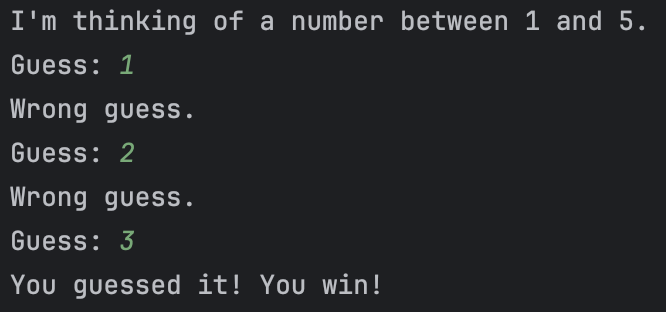 I'm thinking of a number between 1 and 5.
Guess: 1
Wrong guess.
Guess: 2
Wrong guess.
Guess: 3
You guessed it! You win!